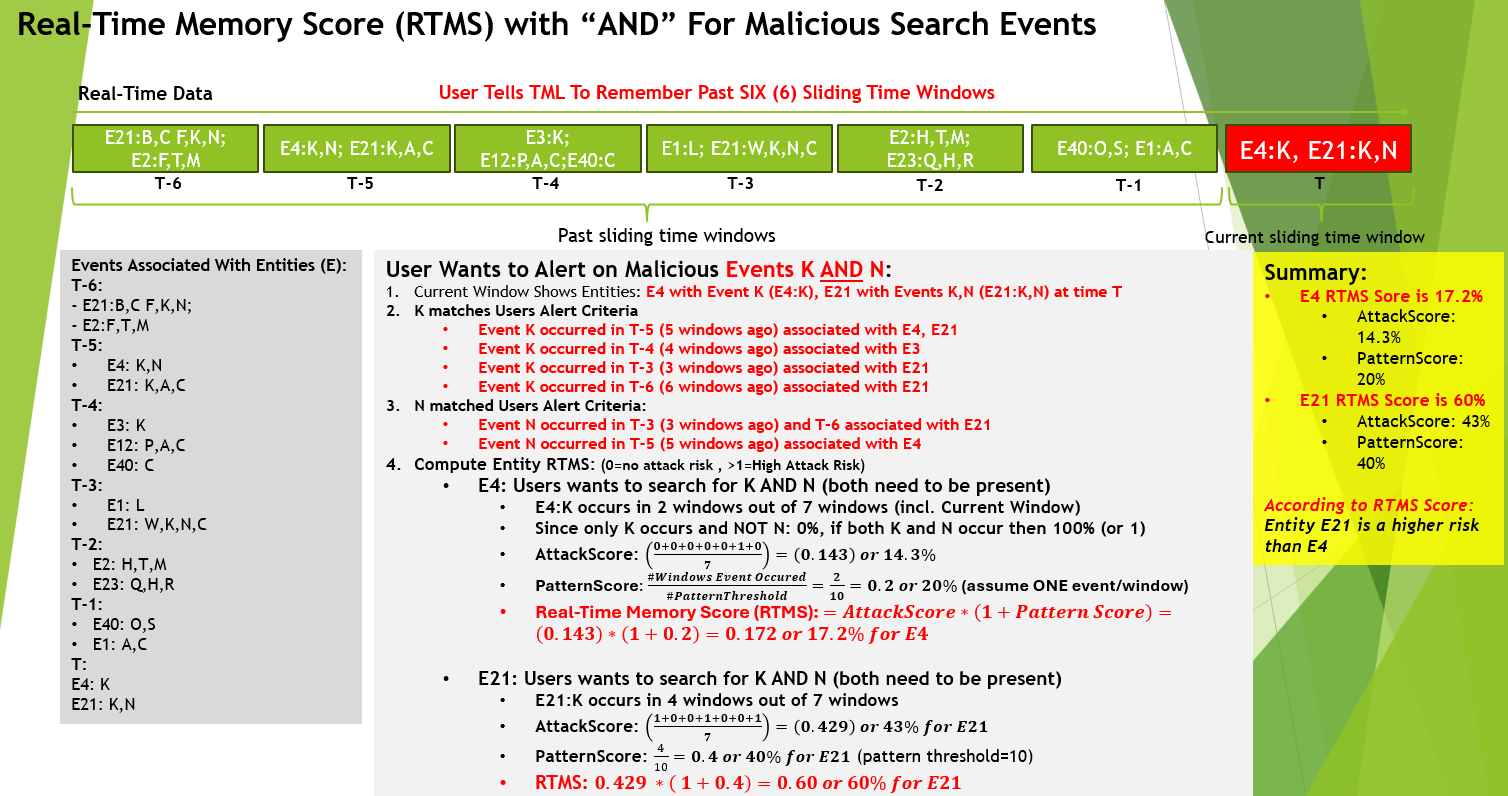 Real-Time Memory Score (RTMS) with “AND” For Malicious Search Events
Real-Time Data
User Tells TML To Remember Past SIX (6) Sliding Time Windows
E21:B,C F,K,N;
E2:F,T,M
E4:K,N; E21:K,A,C
E3:K;
E12:P,A,C;E40:C
E1:L; E21:W,K,N,C
E2:H,T,M;
E23:Q,H,R
E40:O,S; E1:A,C
E4:K, E21:K,N
T-6
T-5
T-4
T-3
T-2
T-1
T
Past sliding time windows
Current sliding time window
Events Associated With Entities (E):
T-6:
- E21:B,C F,K,N;
- E2:F,T,M
T-5:
• E4: K,N
• E21: K,A,C
T-4:
• E3: K
• E12: P,A,C
• E40: C
T-3:
• E1: L
• E21: W,K,N,C
T-2:
• E2: H,T,M
• E23: Q,H,R
T-1:
• E40: O,S
• E1: A,C
T:
E4: K
E21: K,N
User Wants to Alert on Malicious Events K AND N:
1. Current Window Shows Entities: E4 with Event K (E4:K), E21 with Events K,N (E21:K,N) at time T
2. K matches Users Alert Criteria
• Event K occurred in T-5 (5 windows ago) associated with E4, E21
• Event K occurred in T-4 (4 windows ago) associated with E3
• Event K occurred in T-3 (3 windows ago) associated with E21
• Event K occurred in T-6 (6 windows ago) associated with E21
3. N matched Users Alert Criteria:
• Event N occurred in T-3 (3 windows ago) and T-6 associated with E21
• Event N occurred in T-5 (5 windows ago) associated with E4
4. Compute Entity RTMS: (0=no attack risk , >1=High Attack Risk)
• E4: Users wants to search for K AND N (both need to be present)
• E4:K occurs in 2 windows out of 7 windows (incl. Current Window)
• Since only K occurs and NOT N: 0%, if both K and N occur then 100% (or 1)
• AttackScore: ((0+0+0+0+0+1+0)/7) = (0.143) or 14.3%
• PatternScore: #Windows Event Occured/#PatternThreshold = 2/10 = 0.2 or 20% (assume ONE event/window)
• Real-Time Memory Score (RTMS): = AttackScore * (1 + Pattern Score) =
(0.143) * (1 + 0.2) = 0.172 or 17.2% for E4
• E21: Users wants to search for K AND N (both need to be present)
• E21:K occurs in 4 windows out of 7 windows
• AttackScore: ((1+0+0+1+0+0+1)/7) = (0.429) or 43% for E21
• PatternScore: 4/10 = 0.4 or 40% for E21 (pattern threshold=10)
• RTMS: 0.429 * ( 1 + 0.4) = 0.60 or 60% for E21
Summary:
• E4 RTMS Sore is 17.2%
• AttackScore:
14.3%
• PatternScore:
20%
• E21 RTMS Score is 60%
• AttackScore: 43%
• PatternScore:
40%
According to RTMS Score:
Entity E21 is a higher risk
than E4